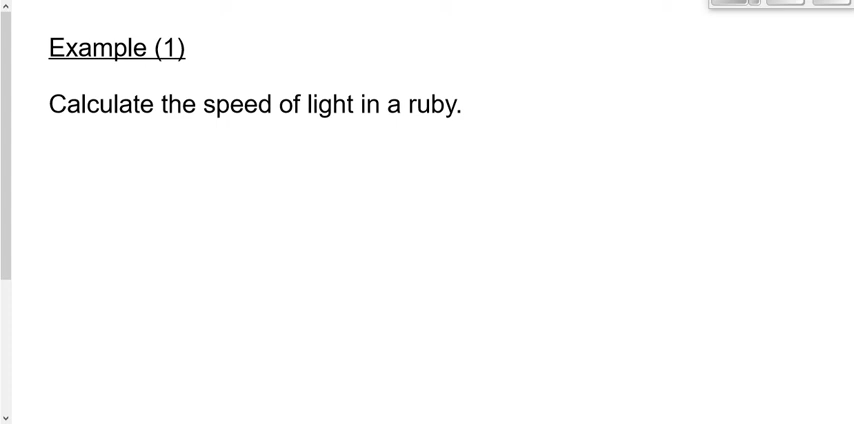 Example (1)
Calculate the speed of light in a ruby.